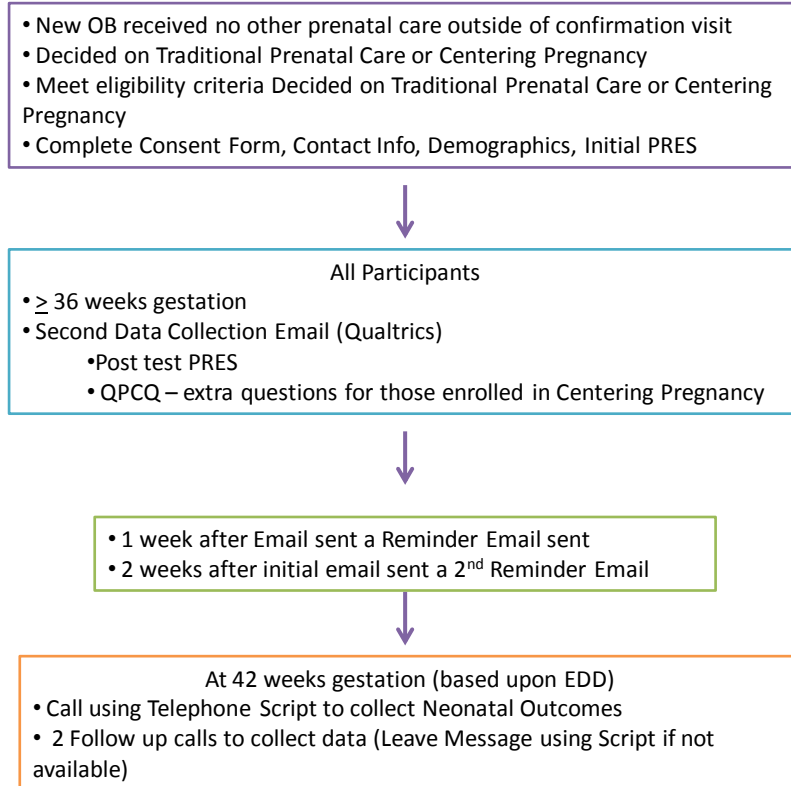 • New OB received no other prenatal care outside of confirmation visit
• Decided on Traditional Prenatal Care or Centering Pregnancy
• Meet eligibility criteria Decided on Traditional Prenatal Care or Centering
Pregnancy
• Complete Consent Form, Contact Info, Demographics, Initial PRES
All Participants
• > 36 weeks gestation
• Second Data Collection Email (Qualtrics)
•Post test PRES
• QPCQ – extra questions for those enrolled in Centering Pregnancy
• 1 week after Email sent a Reminder Email sent
• 2 weeks after initial email sent a 2nd Reminder Email
At 42 weeks gestation (based upon EDD)
• Call using Telephone Script to collect Neonatal Outcomes
• 2 Follow up calls to collect data (Leave Message using Script if not
available)